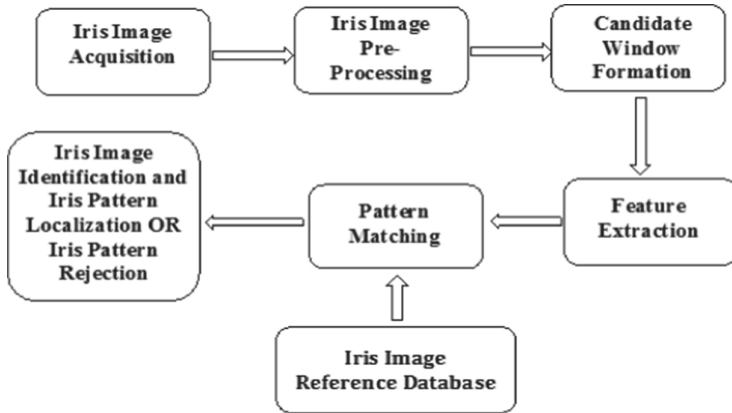 Iris Image
Acquisition
Iris Image
Pre-
Processing
Candidate
Window
Formation
Feature
Extraction
Pattern
Matching
Iris Image
Identification and
Iris Pattern
Localization OR
Iris Pattern
Rejection
Iris Image
Reference Database